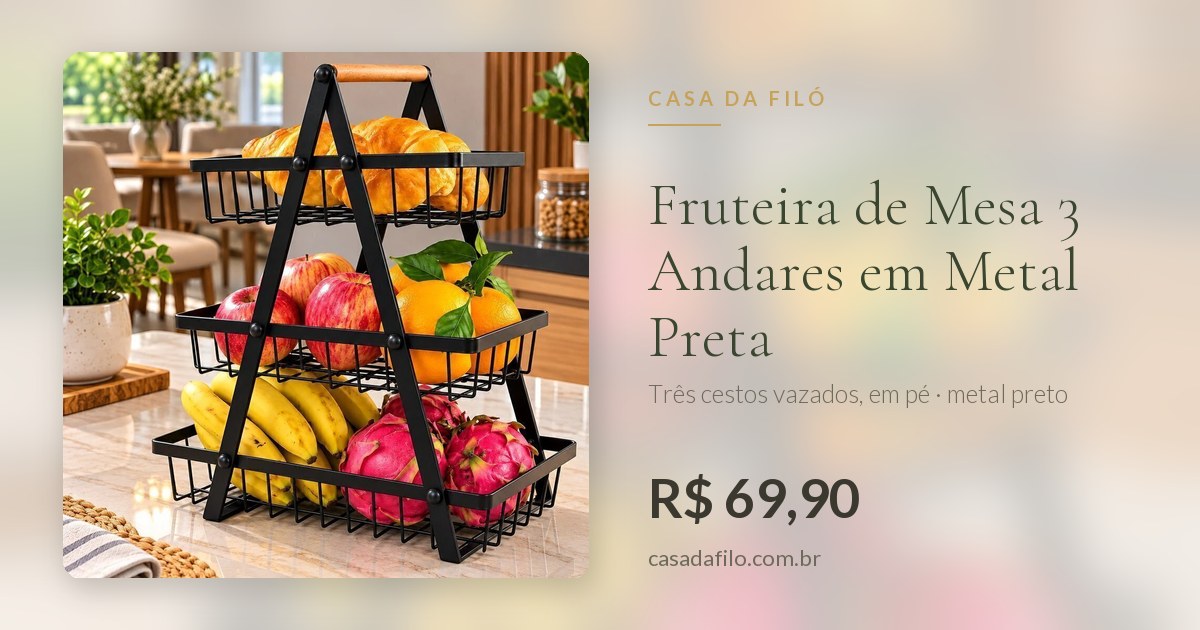 CASA DA FILÓ
Fruteira de Mesa 3
Andares em Metal
Preta
Três cestos vazados, em pé · metal preto
R$ 69,90
casadafilo.com.br